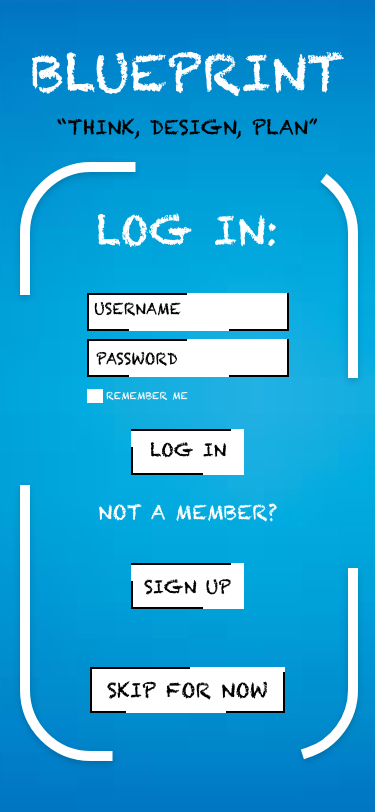 BLUEPRINT
“THINK, DESIGN, PLAN”
LOG IN:
USERNAME
PASSWORD
REMEMBER ME
LOG IN
NOT A MEMBER?
SIGN UP
SKIP FOR NOW